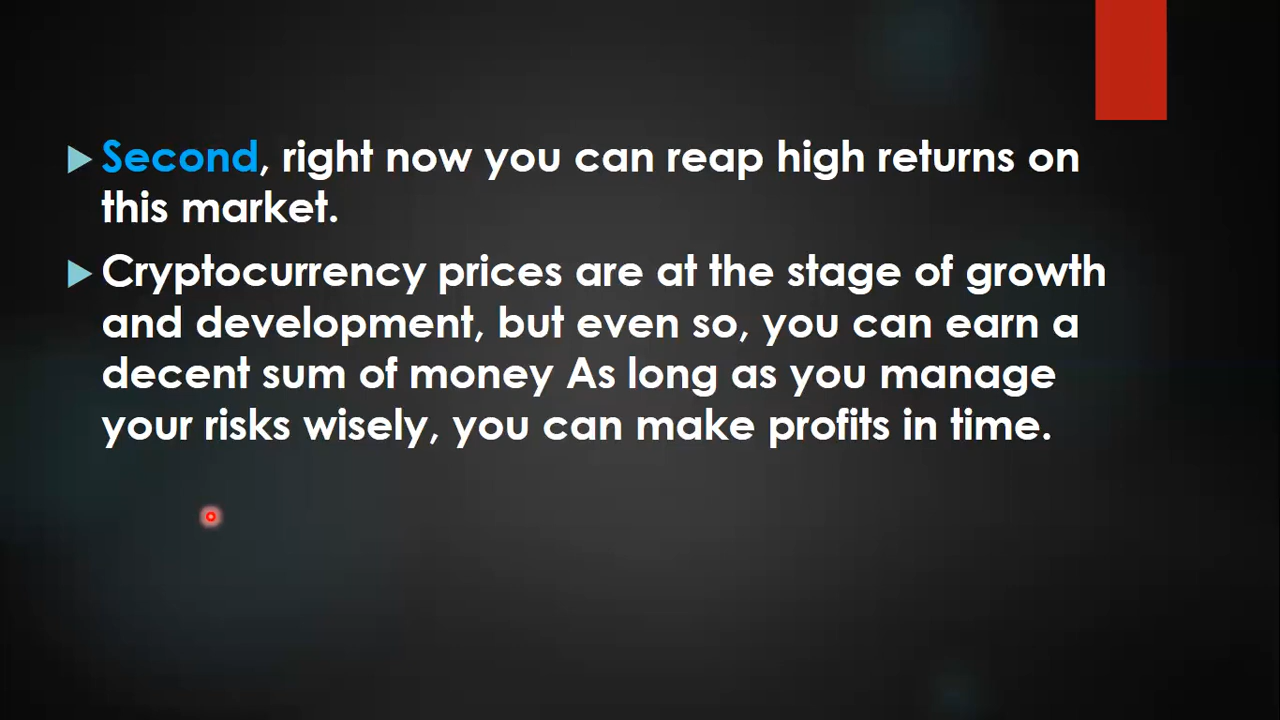 Second, right now you can reap high returns on
this market.
Cryptocurrency prices are at the stage of growth
and development, but even so, you can earn a
decent sum of money As long as you manage
your risks wisely, you can make profits in time.